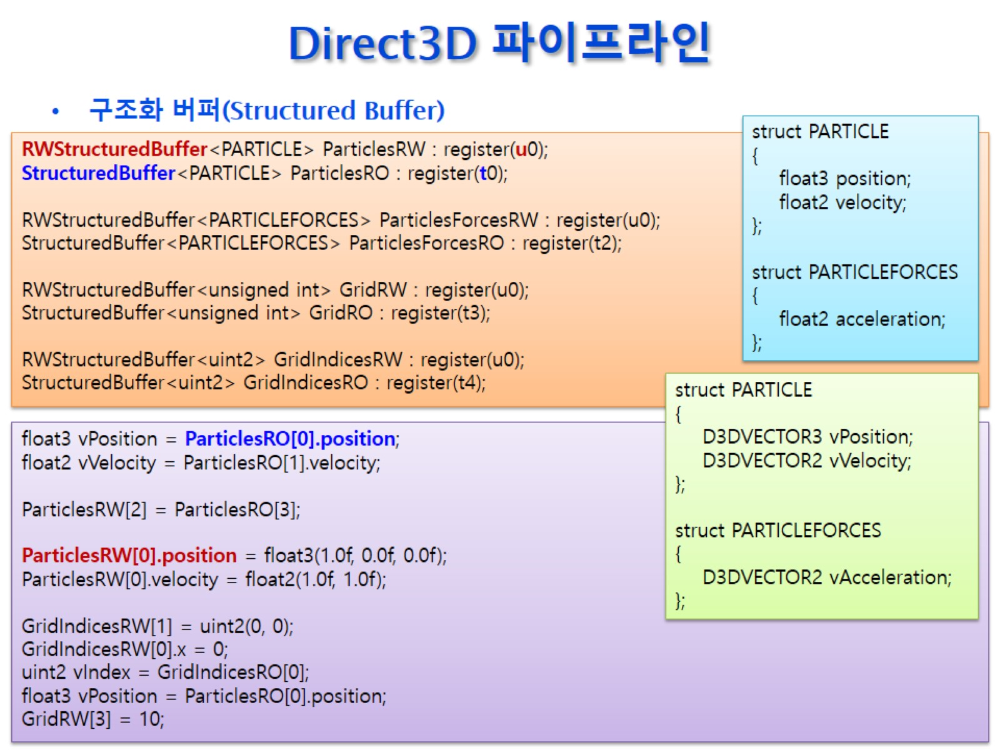 Direct3D 파이프라인
• 구조화 버퍼(Structured Buffer)
RWStructuredBuffer<PARTICLE> ParticlesRW : register(u0);
StructuredBuffer<PARTICLE> ParticlesRO : register(t0);
RWStructuredBuffer<PARTICLEFORCES> ParticlesForcesRW : register(u0);
StructuredBuffer<PARTICLEFORCES> ParticlesForcesRO : register(t2);
RWStructuredBuffer<unsigned int> GridRW : register(u0);
StructuredBuffer<unsigned int> GridRO : register(t3);
RWStructuredBuffer<uint2> GridIndicesRW : register(u0);
StructuredBuffer<uint2> GridIndicesRO : register(t4);
struct PARTICLE
{
float3 position;
float2 velocity;
};
struct PARTICLEFORCES
{
float2 acceleration;
};
struct PARTICLE
{
D3DVECTOR3 vPosition;
D3DVECTOR2 vVelocity;
};
struct PARTICLEFORCES
{
D3DVECTOR2 vAcceleration;
};
float3 vPosition = ParticlesRO[0].position;
float2 vVelocity = ParticlesRO[1].velocity;
ParticlesRW[2] = ParticlesRO[3];
ParticlesRW[0].position = float3(1.0f, 0.0f, 0.0f);
ParticlesRW[0].velocity = float2(1.0f, 1.0f);
GridIndicesRW[1] = uint2(0, 0);
GridIndicesRW[0].x = 0;
uint2 vIndex = GridIndicesRO[0];
float3 vPosition = ParticlesRO[0].position;
GridRW[3] = 10;